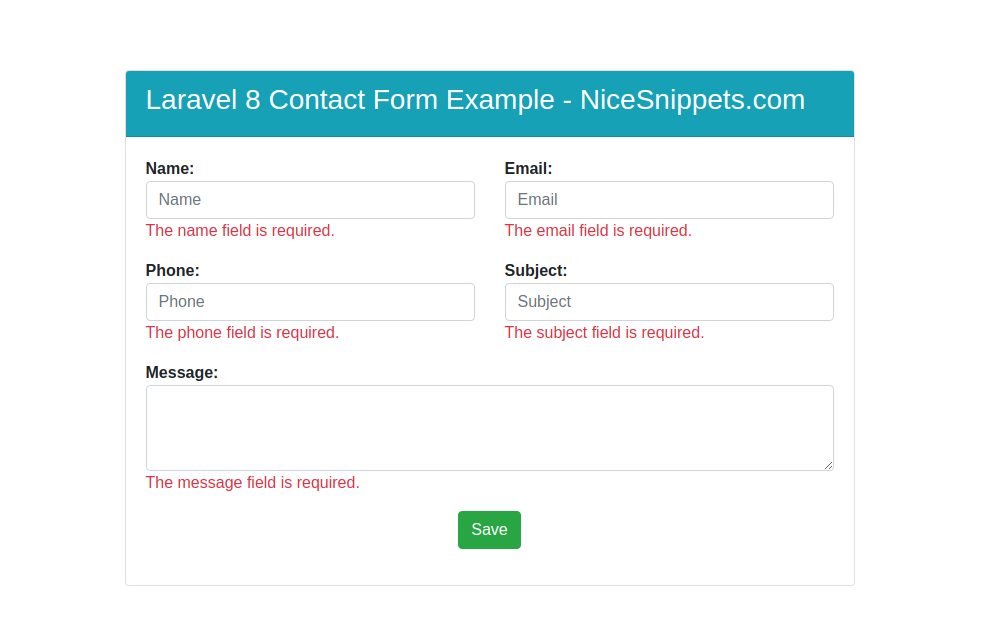 Laravel 8 Contact Form Example - NiceSnippets.com
Name:
Name
The name field is required.
Email:
Email
The email field is required.
Phone:
Phone
The phone field is required.
Subject:
Subject
The subject field is required.
Message:
The message field is required.
Save